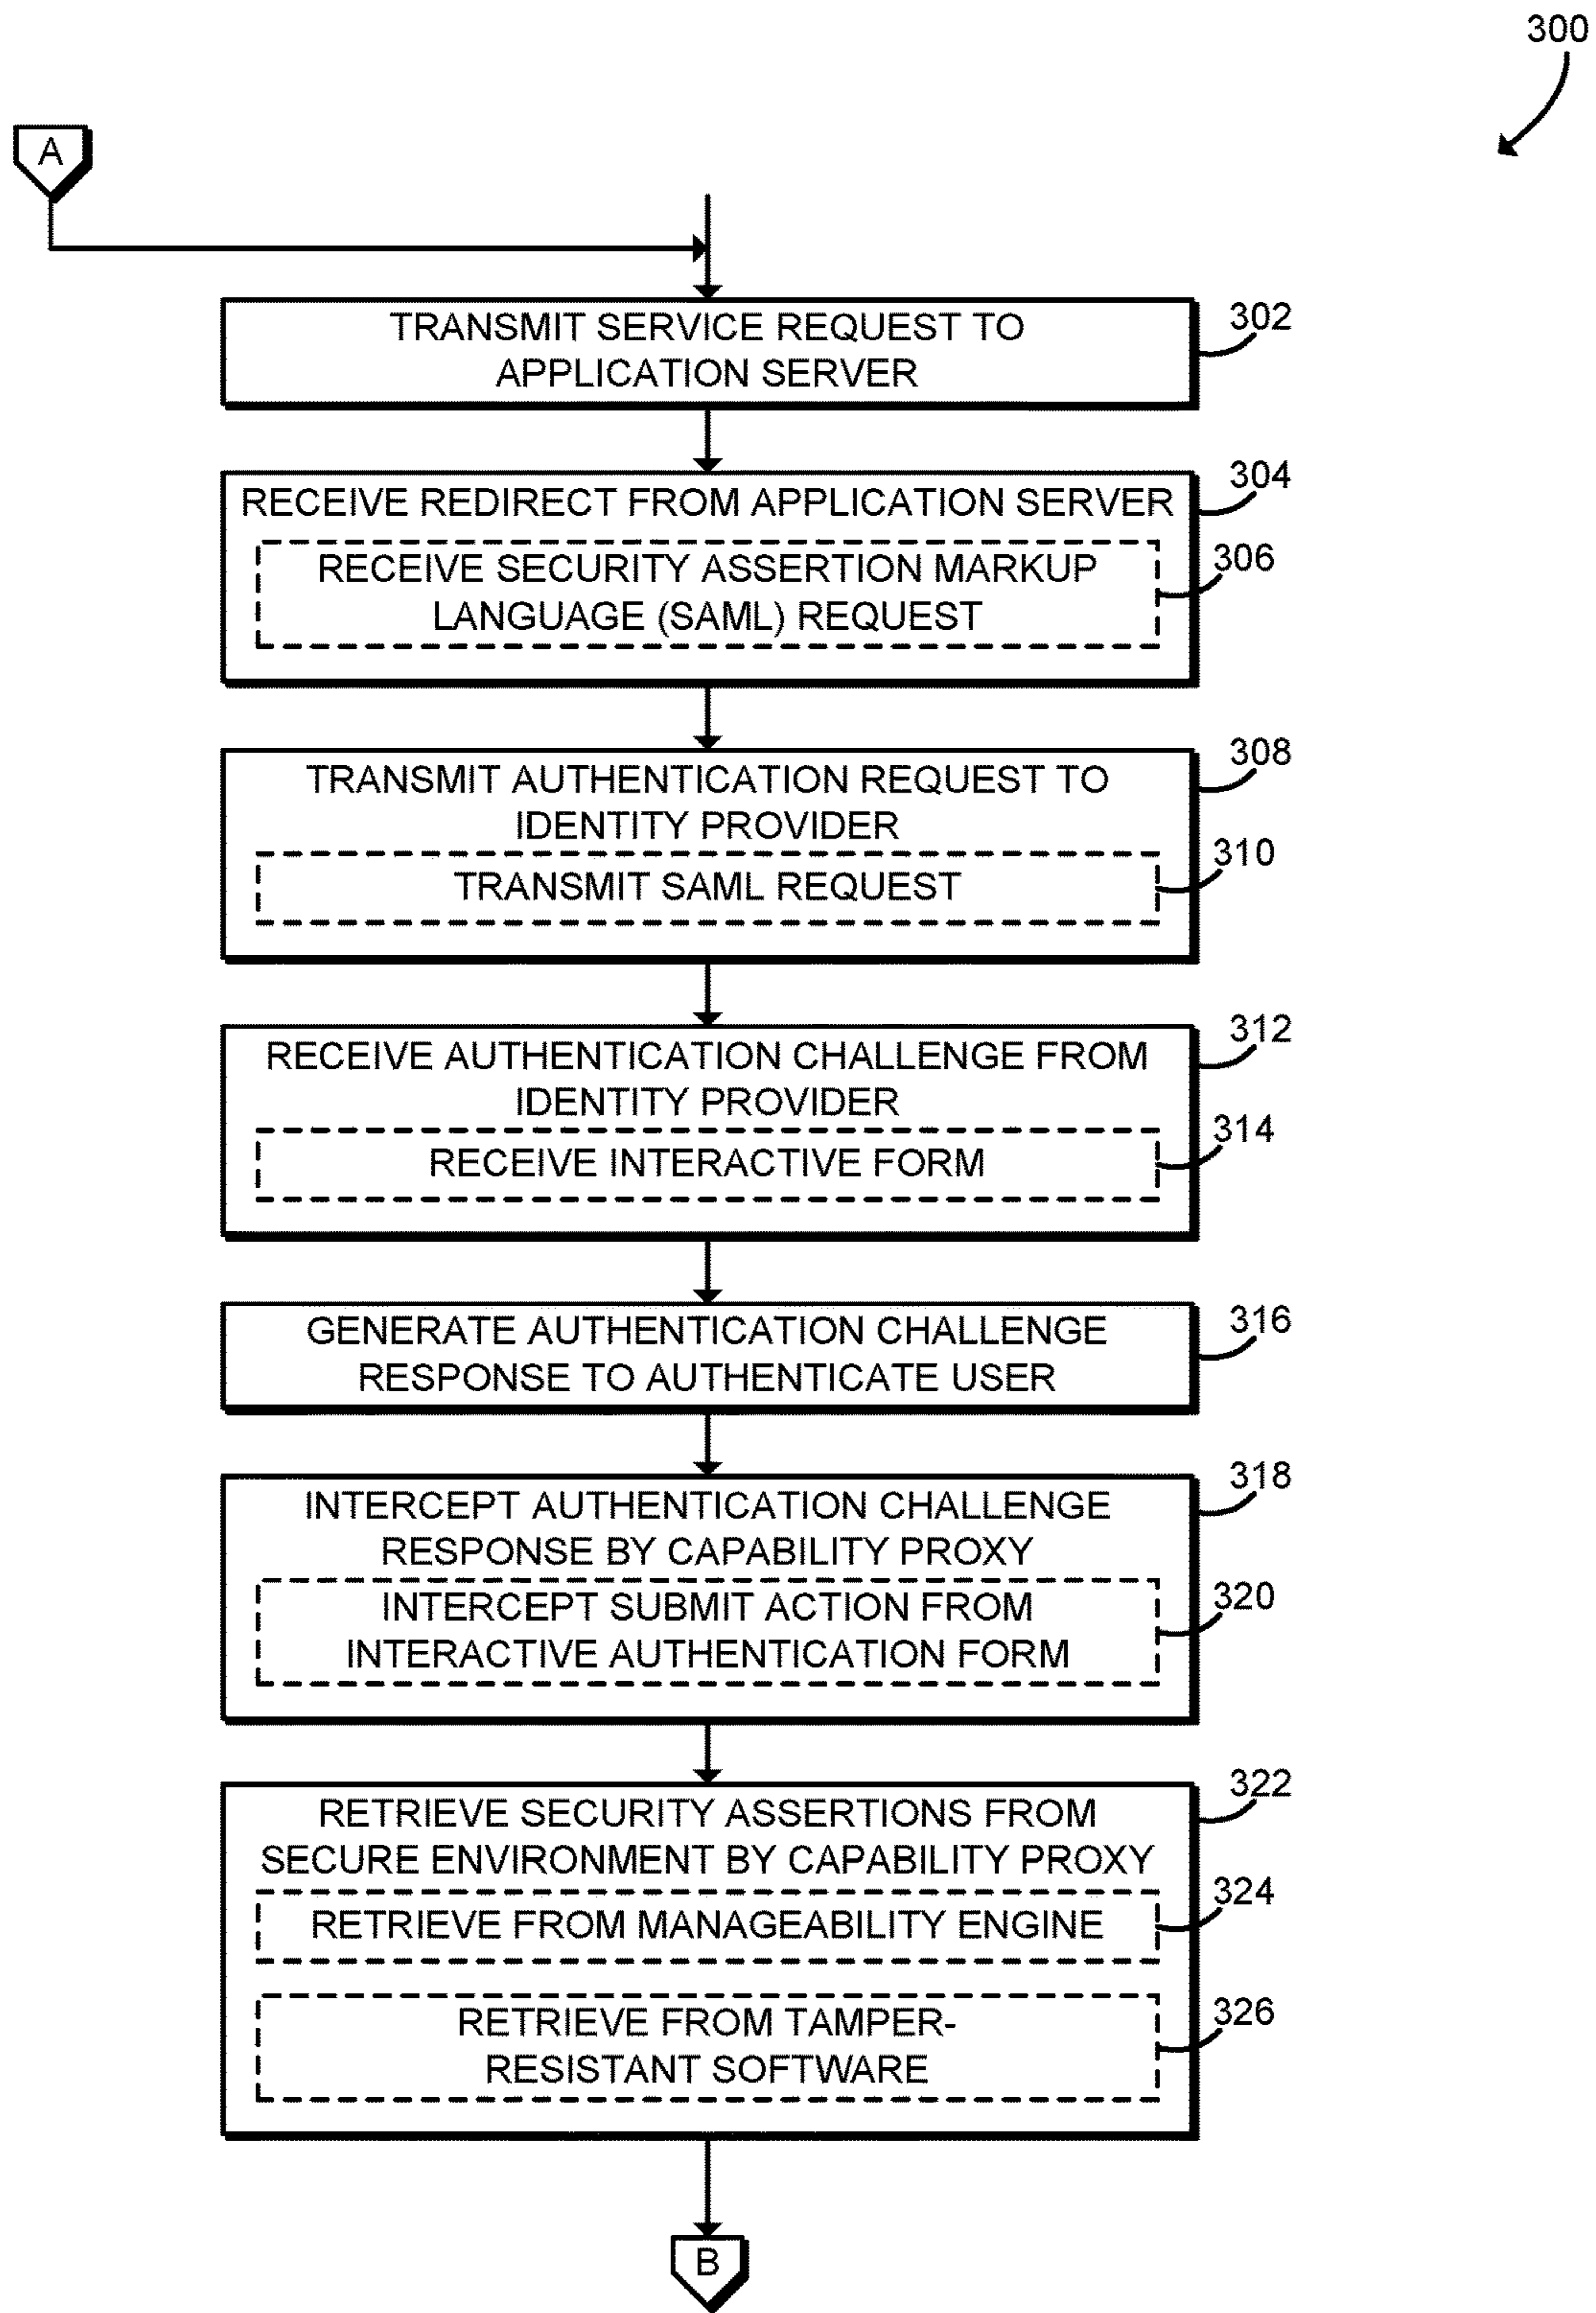 300
A
TRANSMIT SERVICE REQUEST TO
APPLICATION SERVER
302
RECEIVE REDIRECT FROM APPLICATION SERVER
304
RECEIVE SECURITY ASSERTION MARKUP
LANGUAGE (SAML) REQUEST
306
TRANSMIT AUTHENTICATION REQUEST TO
IDENTITY PROVIDER
308
TRANSMIT SAML REQUEST
310
RECEIVE AUTHENTICATION CHALLENGE FROM
IDENTITY PROVIDER
312
RECEIVE INTERACTIVE FORM
314
GENERATE AUTHENTICATION CHALLENGE
RESPONSE TO AUTHENTICATE USER
316
INTERCEPT AUTHENTICATION CHALLENGE
RESPONSE BY CAPABILITY PROXY
318
INTERCEPT SUBMIT ACTION FROM
INTERACTIVE AUTHENTICATION FORM
320
RETRIEVE SECURITY ASSERTIONS FROM
SECURE ENVIRONMENT BY CAPABILITY PROXY
322
RETRIEVE FROM MANAGEABILITY ENGINE
324
RETRIEVE FROM TAMPER-
RESISTANT SOFTWARE
326
B